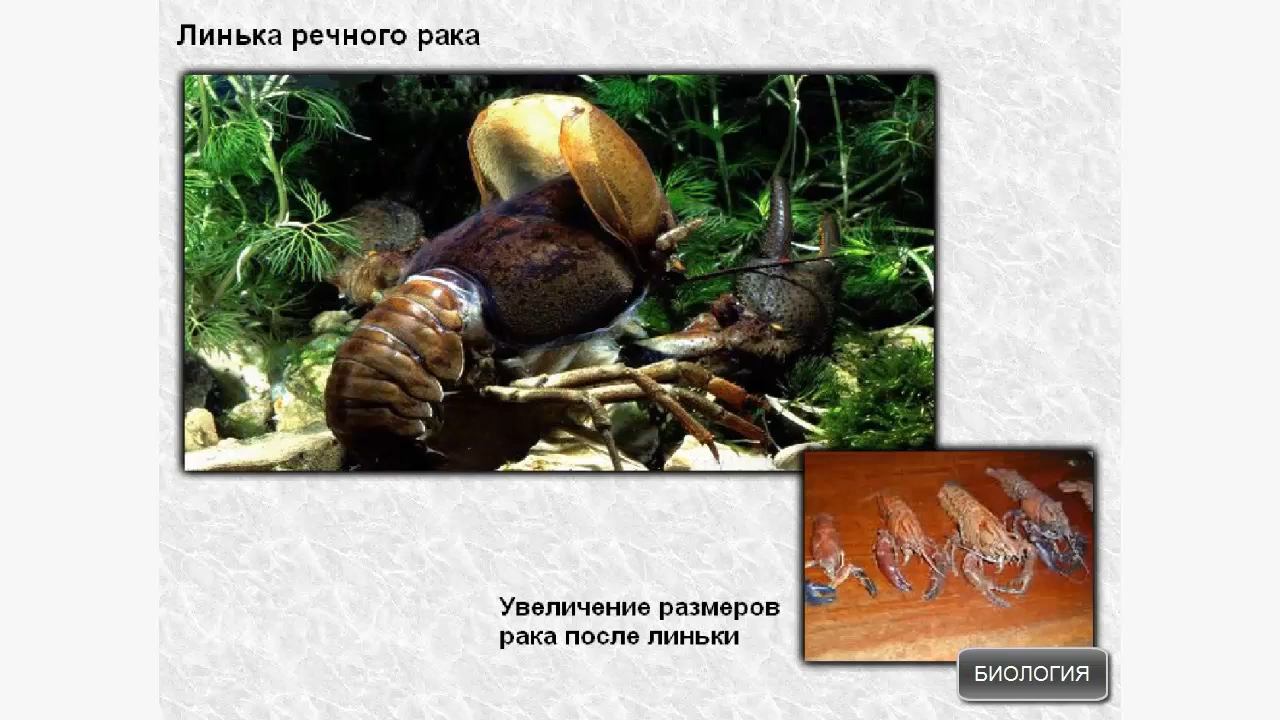 Линька речного рака
Увеличение размеров
рака после линьки
БИОЛОГИЯ